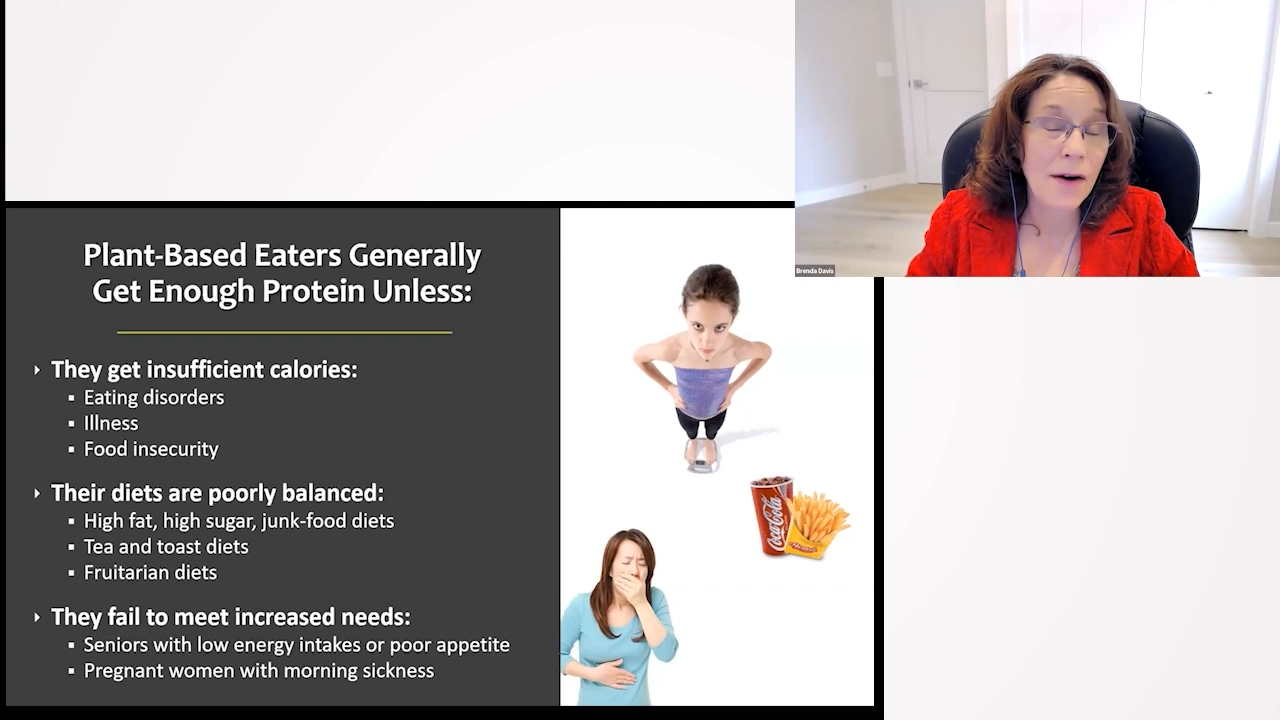 Brenda Davis
Plant-Based Eaters Generally
Get Enough Protein Unless:
They get insufficient calories:
Eating disorders
Illness
Food insecurity
Their diets are poorly balanced:
High fat, high sugar, junk-food diets
Tea and toast diets
Fruitarian diets
They fail to meet increased needs:
Seniors with low energy intakes or poor appetite
Pregnant women with morning sickness
Coca-Cola